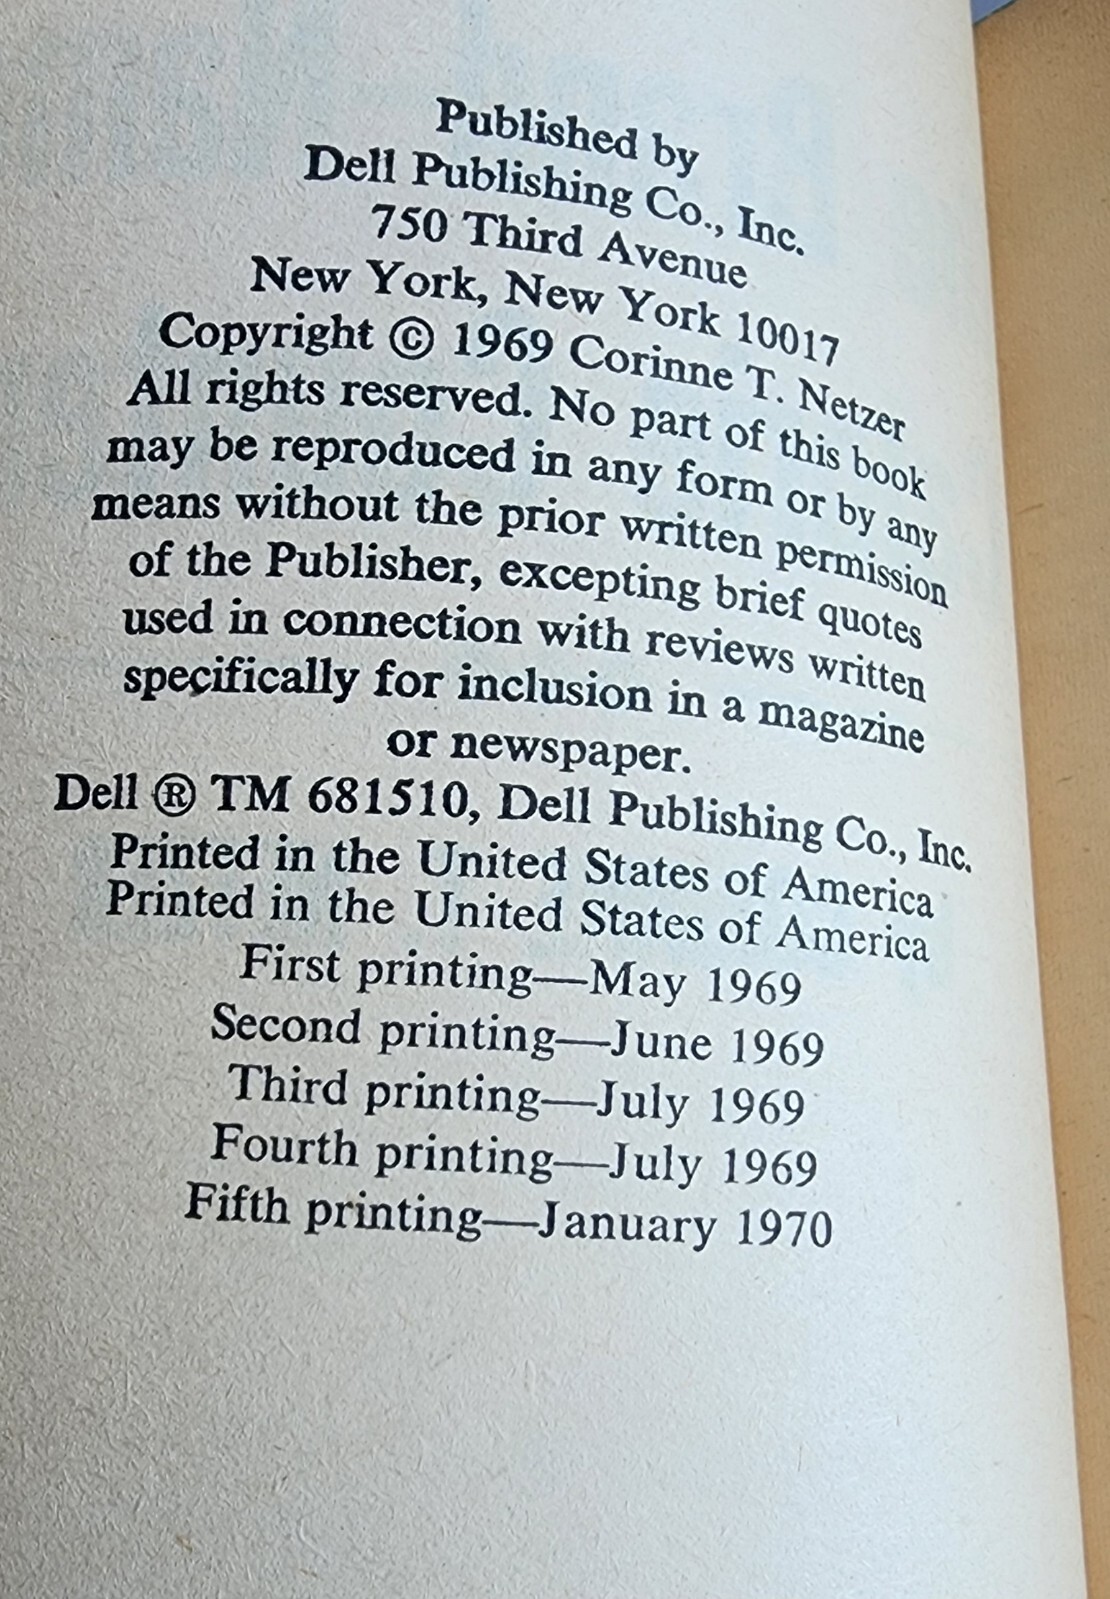 Published by
Dell Publishing Co., Inc.
750 Third Avenue
New York, New York 10017
Copyright © 1969 Corinne T. Netzer
All rights reserved. No part of this book
may be reproduced in any form or by any
means without the prior written permission
of the Publisher, excepting brief quotes
used in connection with reviews written
specifically for inclusion in a magazine
or newspaper.
Dell ® TM 681510, Dell Publishing Co., Inc.
Printed in the United States of America
Printed in the United States of America
First printing—May 1969
Second printing—June 1969
Third printing—July 1969
Fourth printing—July 1969
Fifth printing—January 1970